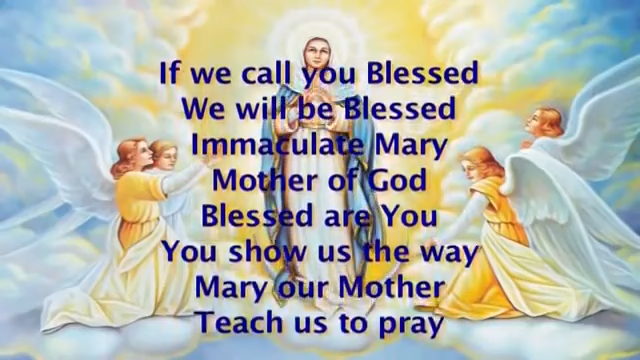 If we call you Blessed
We will be Blessed
Immaculate Mary
Mother of God
Blessed are You
You show us the way
Mary our Mother
Teach us to pray